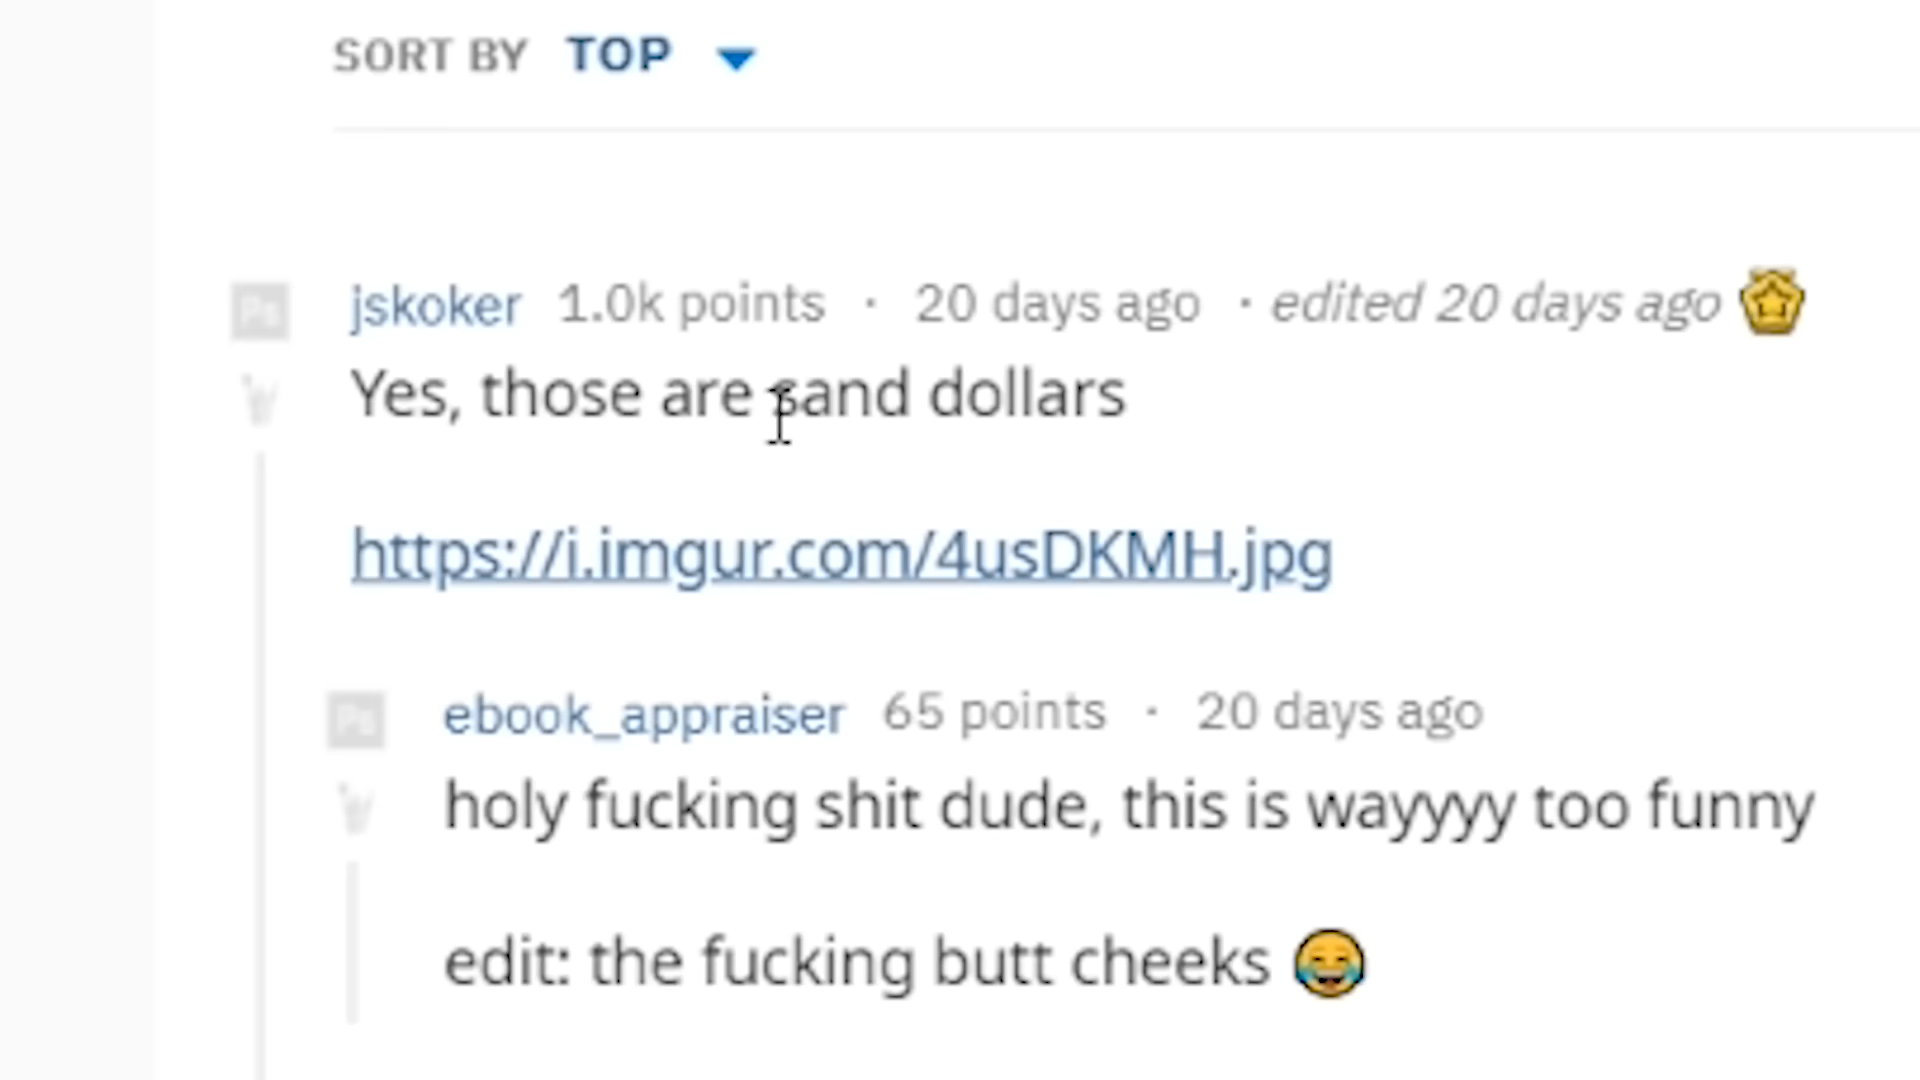 SORT BY TOP
jskoker 1.0k points · 20 days ago · edited 20 days ago
Yes, those are sand dollars
https://i.imgur.com/4usDKMH.jpg
ebook_appraiser 65 points · 20 days ago
holy fucking shit dude, this is wayyyy too funny
edit: the fucking butt cheeks 😂